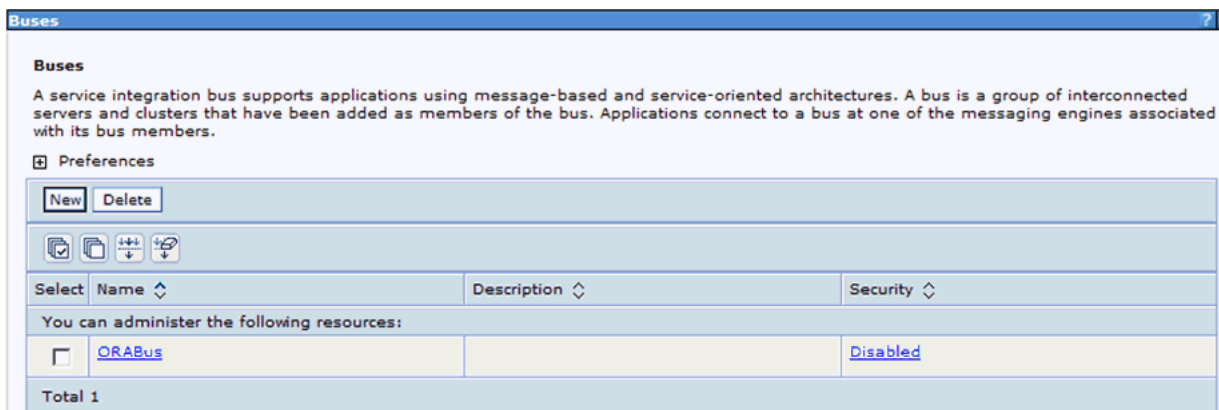 Buses ?
Buses
A service integration bus supports applications using message-based and service-oriented architectures. A bus is a group of interconnected
servers and clusters that have been added as members of the bus. Applications connect to a bus at one of the messaging engines associated
with its bus members.
Preferences
New Delete
Select Name Description Security
You can administer the following resources:
ORABus Disabled
Total 1